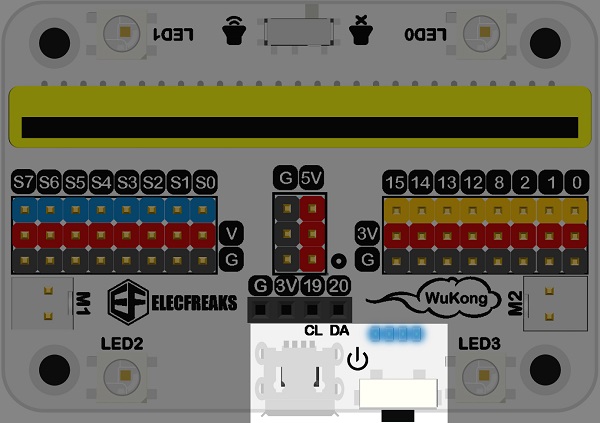 LED1 LED0
S7 S6 S5 S4 S3 S2 S1 S0 G 5V 15 14 13 12 8 2 1 0
V 3V
G G
G 3V 19 20
M1 EF ELECFREAKS WuKong M2
CL DA
LED2 LED3